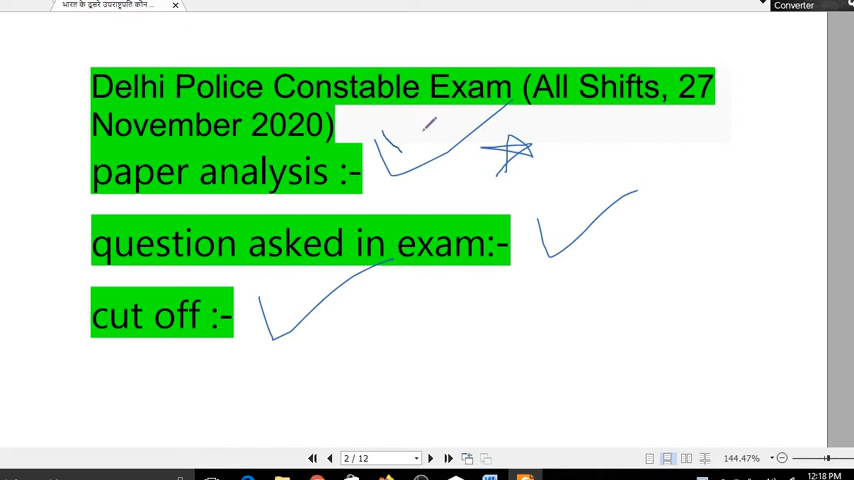 भारत के दूसरे उपराष्ट्रपति कौन ...
Converter
Delhi Police Constable Exam (All Shifts, 27
November 2020)
paper analysis :-
question asked in exam:-
cut off :-
2 / 12
144.47%
12:18 PM